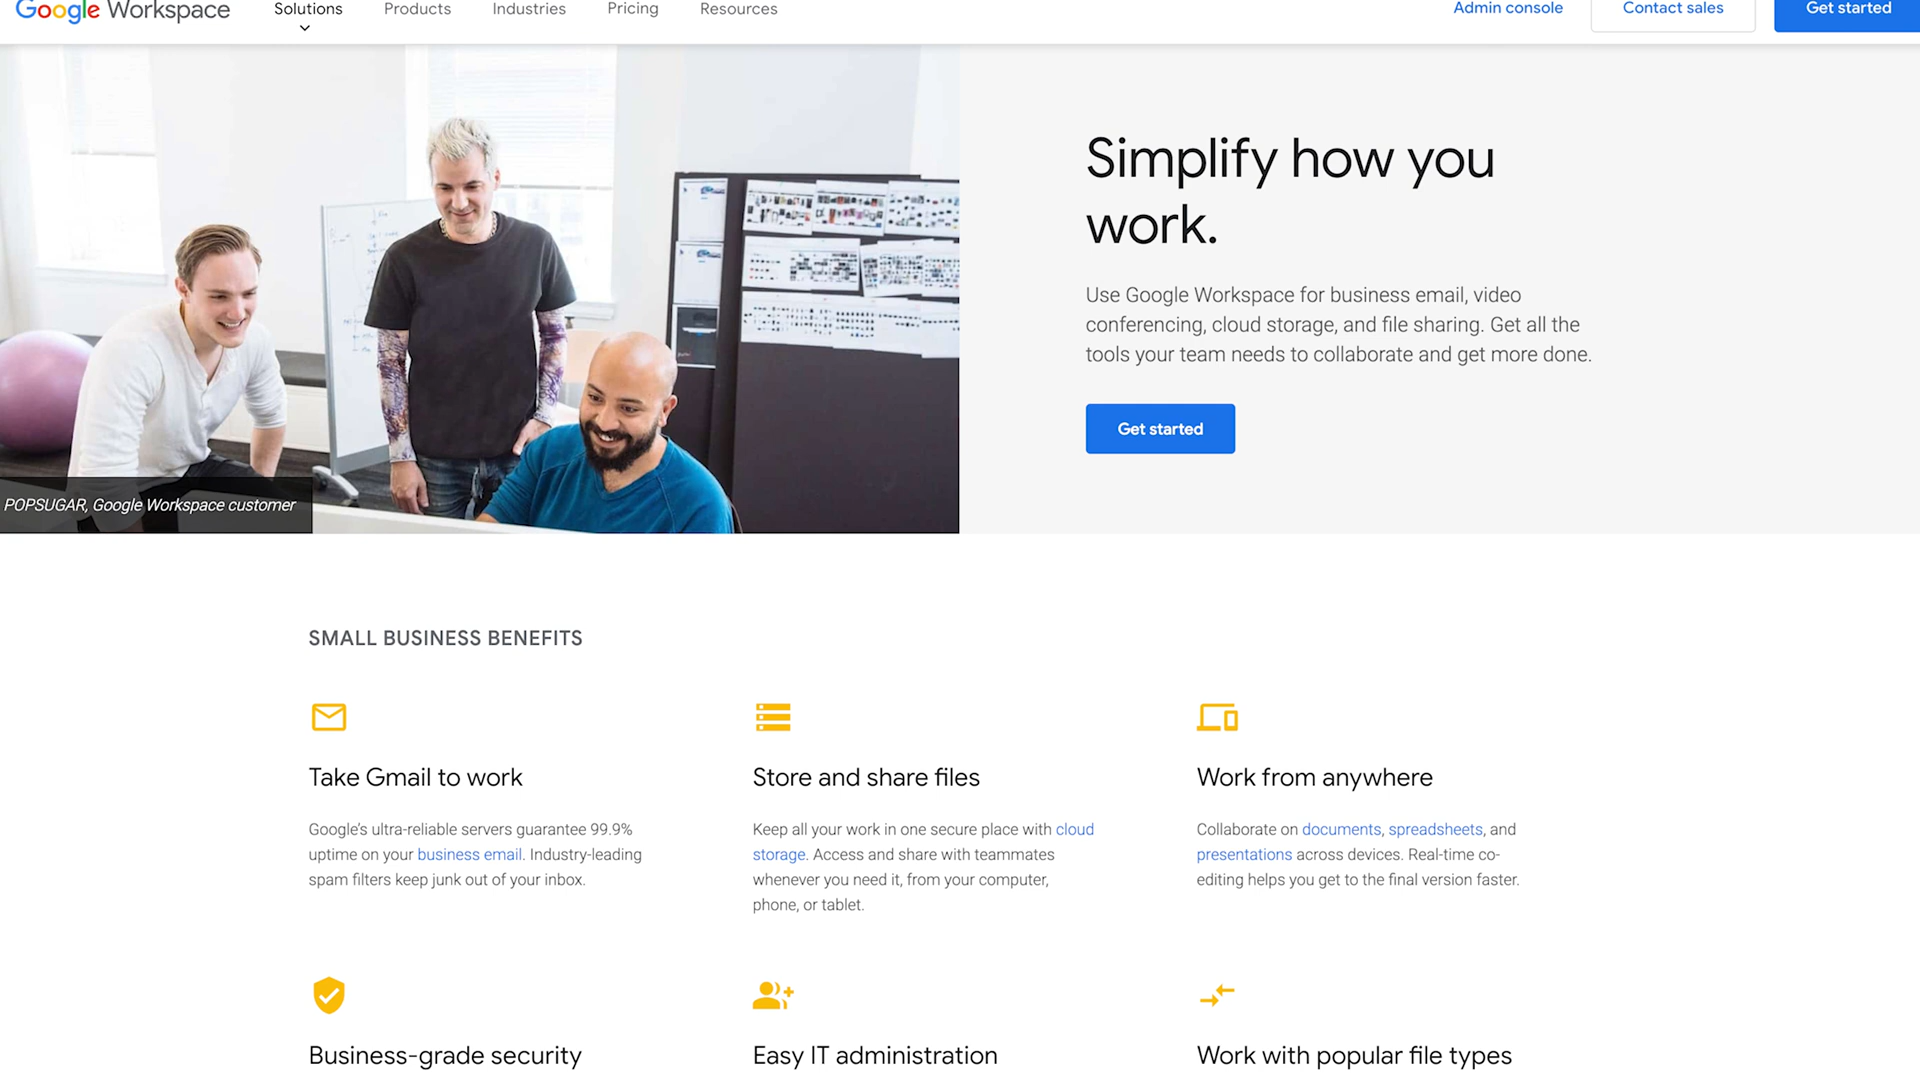 Google Workspace
Solutions
Products
Industries
Pricing
Resources
Admin console
Contact sales
Get started
Simplify how you
work.
Use Google Workspace for business email, video
conferencing, cloud storage, and file sharing. Get all the
tools your team needs to collaborate and get more done.
Get started
POPSUGAR, Google Workspace customer
SMALL BUSINESS BENEFITS
Take Gmail to work
Google’s ultra-reliable servers guarantee 99.9%
uptime on your business email. Industry-leading
spam filters keep junk out of your inbox.
Store and share files
Keep all your work in one secure place with cloud
storage. Access and share with teammates
whenever you need it, from your computer,
phone, or tablet.
Work from anywhere
Collaborate on documents, spreadsheets, and
presentations across devices. Real-time co-
editing helps you get to the final version faster.
Business-grade security
Easy IT administration
Work with popular file types